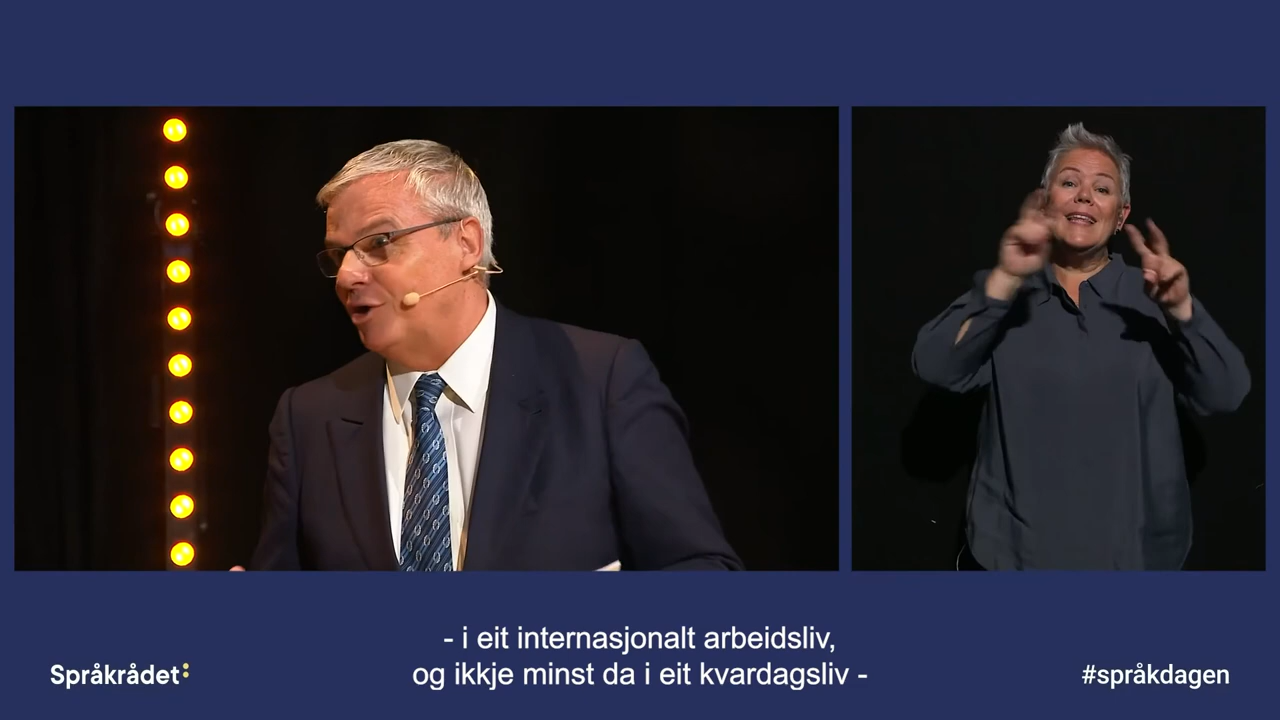 - i eit internasjonalt arbeidsliv,
og ikkje minst da i eit kvardagsliv -
Språkrådet:
#språkdagen